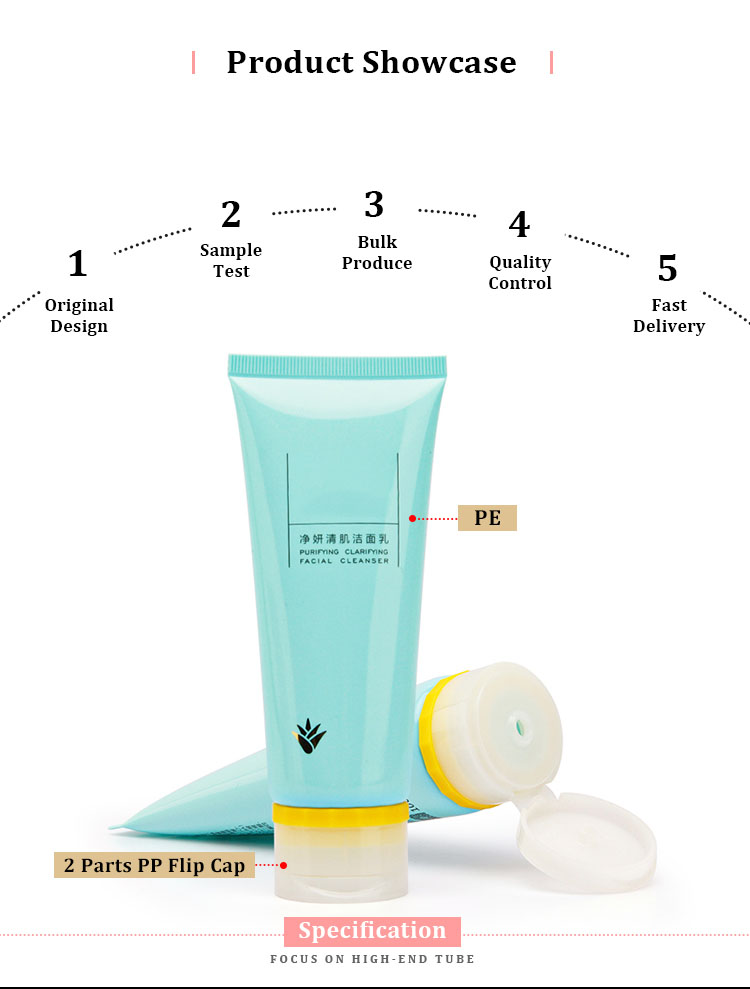 Product Showcase
1
Original
Design
2
Sample
Test
3
Bulk
Produce
4
Quality
Control
5
Fast
Delivery
PE
净妍清肌洁面乳
PURIFYING CLARIFYING
FACIAL CLEANSER
2 Parts PP Flip Cap
Specification
FOCUS ON HIGH-END TUBE